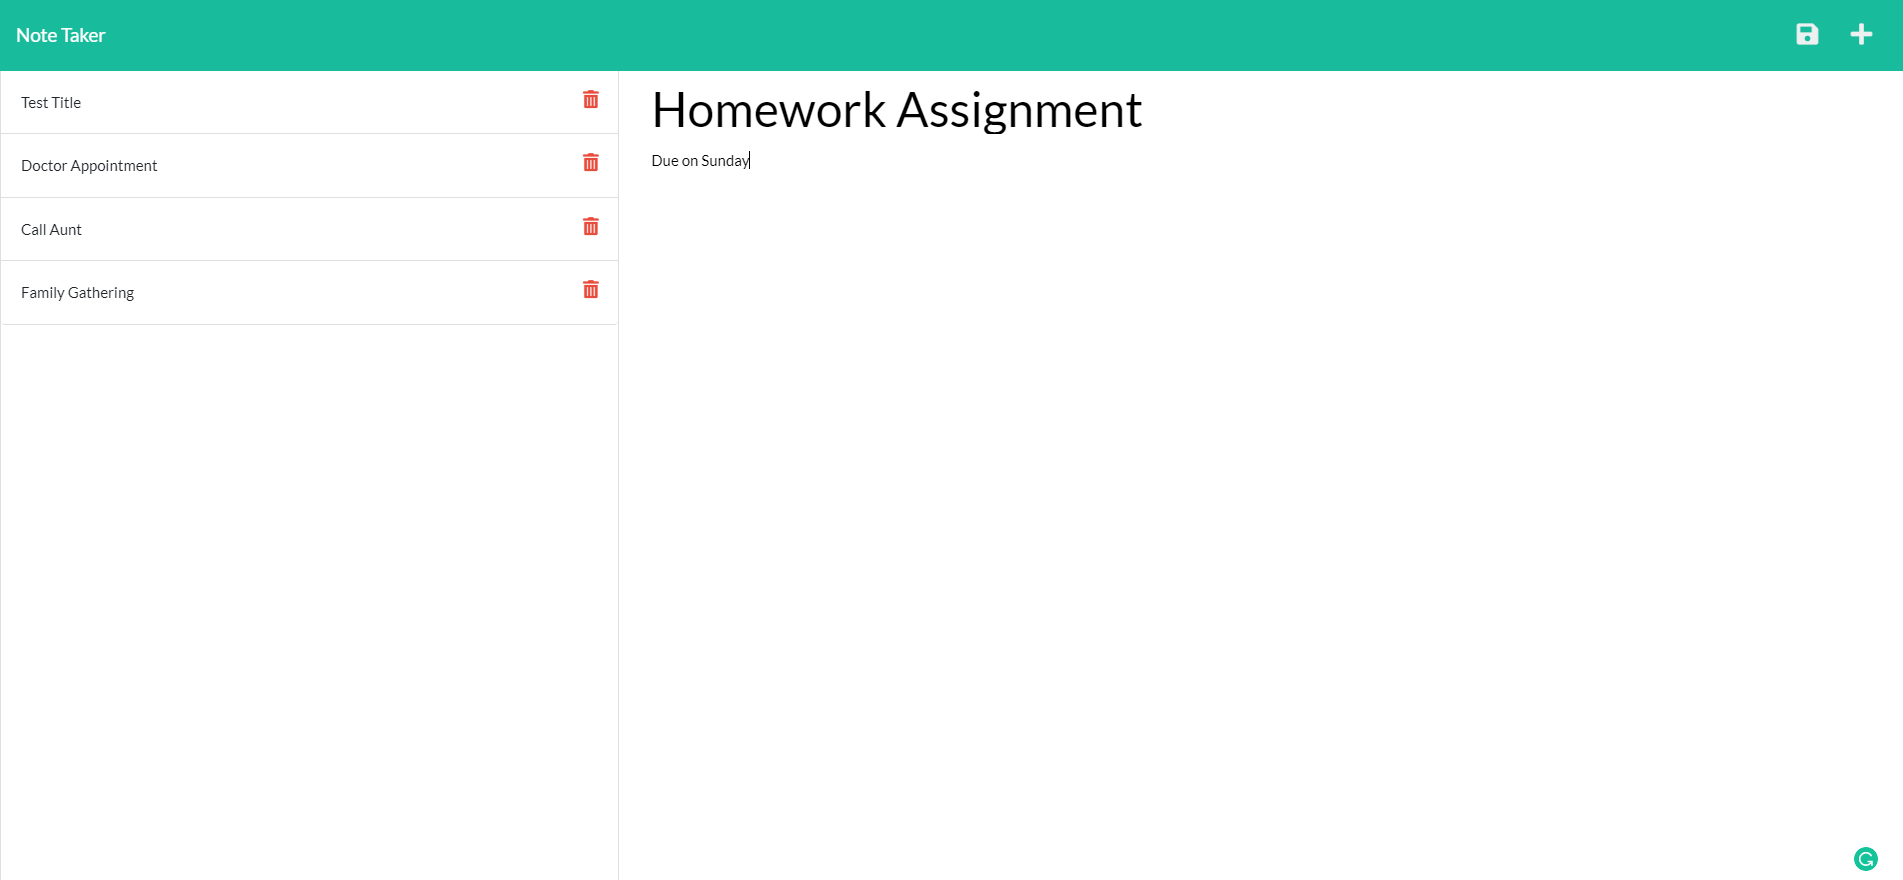 Note Taker
Test Title
Doctor Appointment
Call Aunt
Family Gathering
Homework Assignment
Due on Sunday